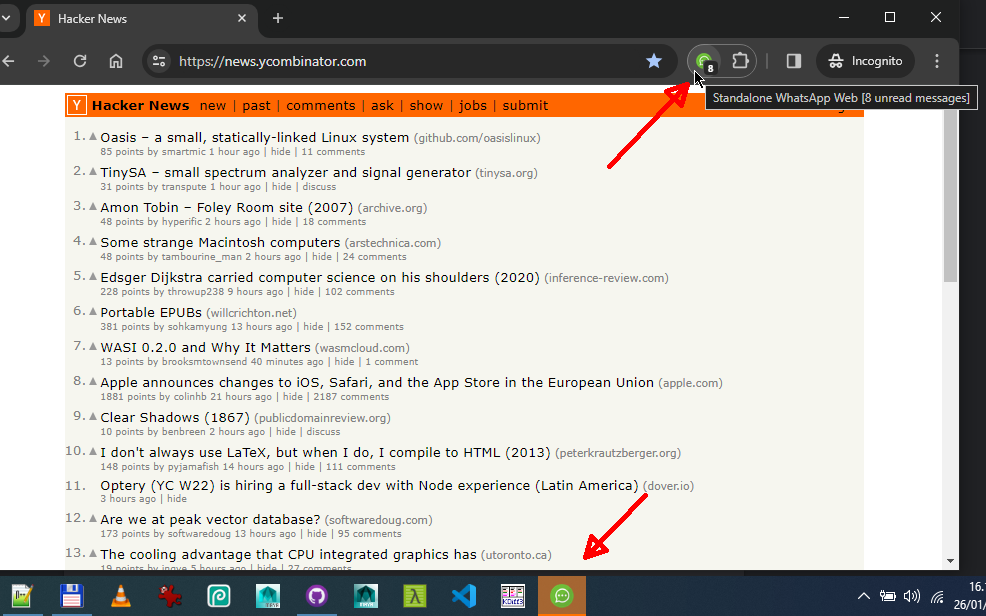 Hacker News
https://news.ycombinator.com
8
Incognito
Standalone WhatsApp Web [8 unread messages]
Y Hacker News new | past | comments | ask | show | jobs | submit
1. Oasis – a small, statically-linked Linux system (github.com/oasislinux)
85 points by smartmic 1 hour ago | hide | 11 comments
2. TinySA – small spectrum analyzer and signal generator (tinysa.org)
31 points by transpute 1 hour ago | hide | discuss
3. Amon Tobin – Foley Room site (2007) (archive.org)
48 points by hyperific 2 hours ago | hide | 18 comments
4. Some strange Macintosh computers (arstechnica.com)
48 points by tambourine_man 2 hours ago | hide | 24 comments
5. Edsger Dijkstra carried computer science on his shoulders (2020) (inference-review.com)
228 points by throwup238 9 hours ago | hide | 102 comments
6. Portable EPUBs (willcrichton.net)
381 points by sohkamyung 13 hours ago | hide | 152 comments
7. WASI 0.2.0 and Why It Matters (wasmcloud.com)
13 points by brooksmtownsend 40 minutes ago | hide | 1 comment
8. Apple announces changes to iOS, Safari, and the App Store in the European Union (apple.com)
1881 points by colinhb 21 hours ago | hide | 2187 comments
9. Clear Shadows (1867) (publicdomainreview.org)
10 points by benbreen 2 hours ago | hide | discuss
10. I don't always use LaTeX, but when I do, I compile to HTML (2013) (peterkrautzberger.org)
148 points by pyjamafish 14 hours ago | hide | 111 comments
11. Optery (YC W22) is hiring a full-stack dev with Node experience (Latin America) (dover.io)
3 hours ago | hide
12. Are we at peak vector database? (softwaredoug.com)
173 points by softwaredoug 13 hours ago | hide | 95 comments
13. The cooling advantage that CPU integrated graphics has (utoronto.ca)
19 points by ingve 5 hours ago | hide | 27 comments
16.
26/01/